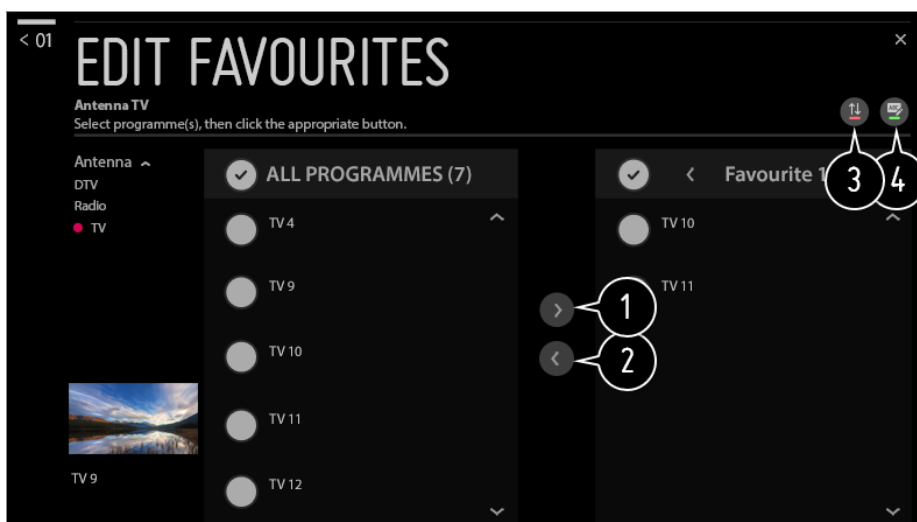 < 01
EDIT FAVOURITES
×
Antenna TV
Select programme(s), then click the appropriate button.
ABC
3
4
Antenna
DTV
Radio
TV
ALL PROGRAMMES (7)
Favourite 1
TV 4
TV 9
TV 10
TV 11
TV 12
TV 10
TV 11
1
2
TV 9